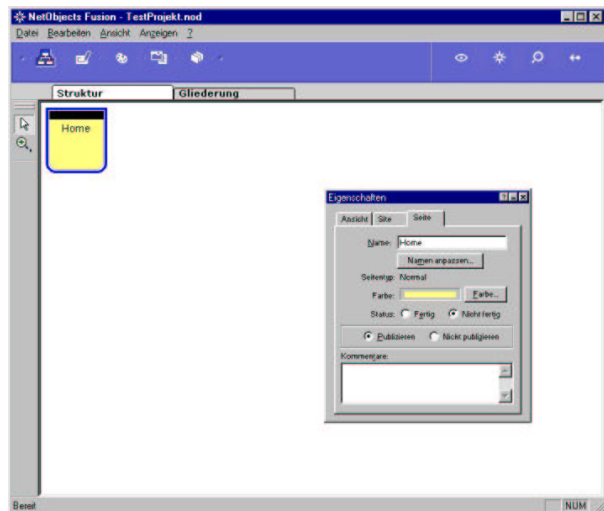 NetObjects Fusion - TestProjekt.nod
Datei Bearbeiten Ansicht Anzeigen ?
Struktur Gliederung
Home
Eigenschaften
Ansicht Site Seite
Name: Home
Namen anpassen...
Seitentyp: Normal
Farbe: Farbe...
Status: Fertig Nicht fertig
Publizieren Nicht publizieren
Kommentare:
Bereit NUM